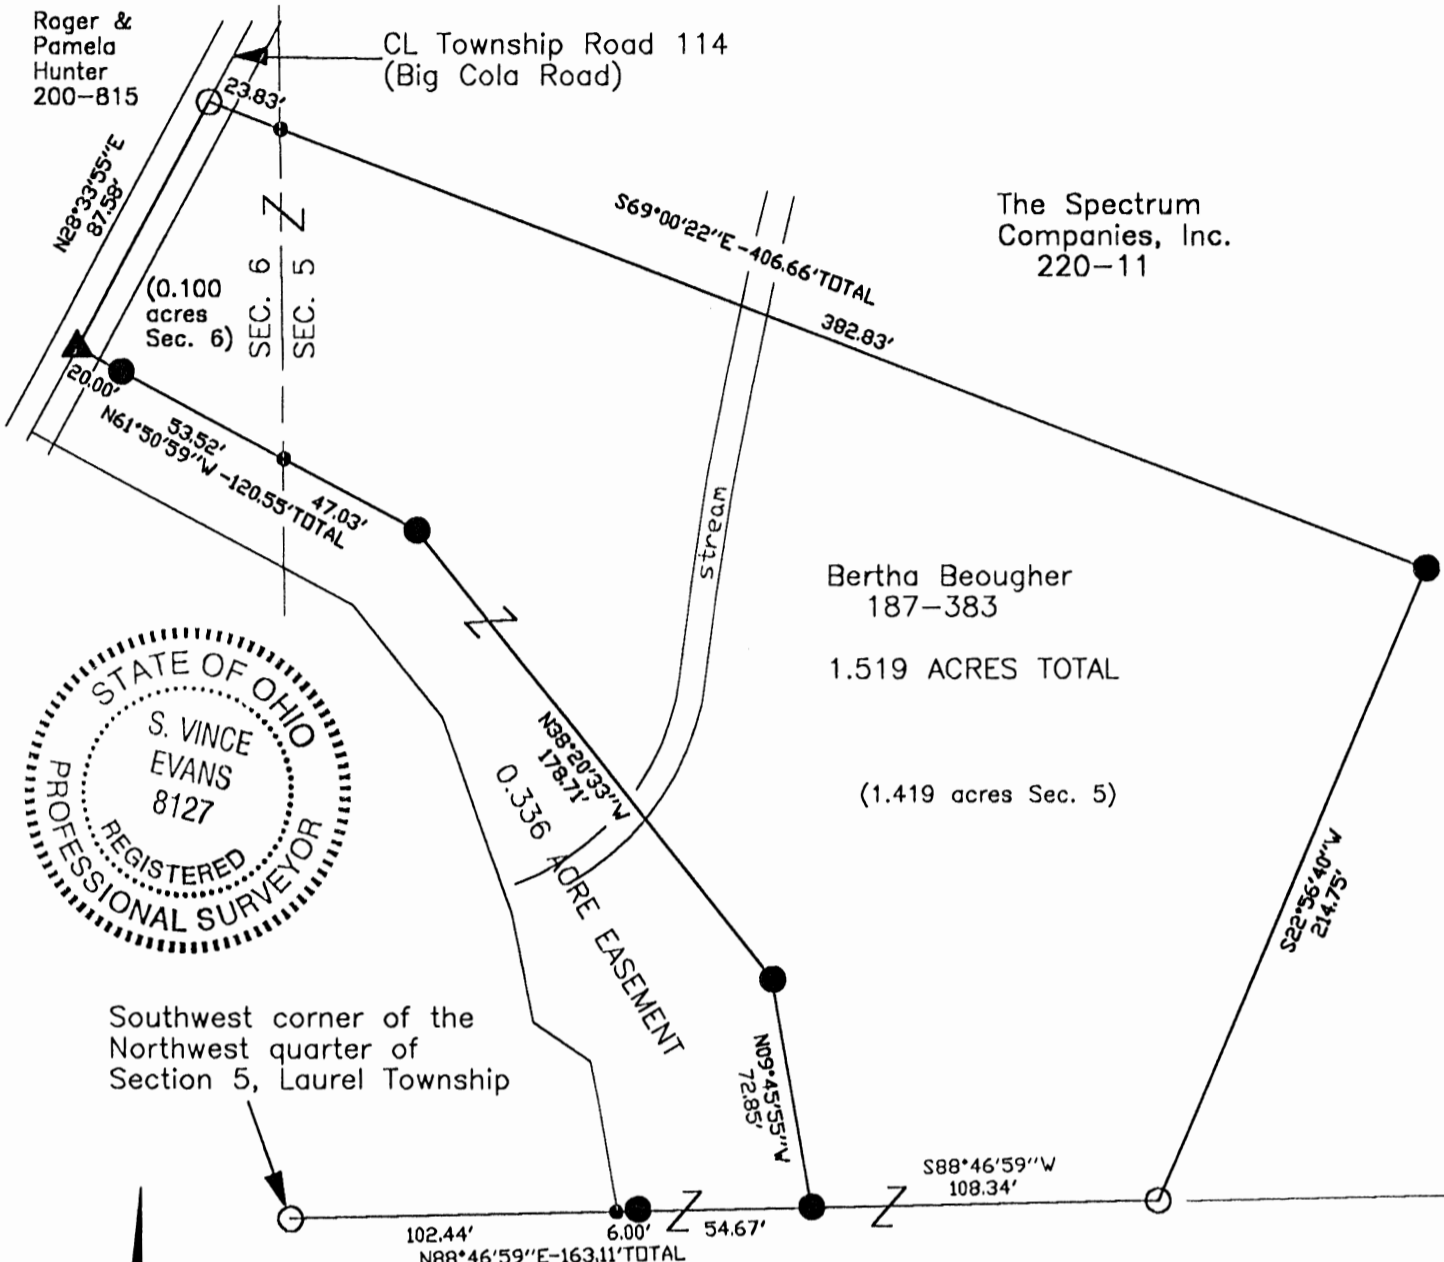 Roger &
Pamela
Hunter
200-815
CL Township Road 114
(Big Cola Road)
23.83'
N28°33'55"E
87.58'
S69°00'22"E -406.66'TOTAL
382.83'
The Spectrum
Companies, Inc.
220-11
(0.100
acres
Sec. 6)
SEC. 6
SEC. 5
20.00'
53.52'
N61°50'59"W -120.55'TOTAL
47.03'
stream
Bertha Beougher
187-383
1.519 ACRES TOTAL
(1.419 acres Sec. 5)
STATE OF OHIO
S. VINCE
EVANS
8127
REGISTERED
PROFESSIONAL SURVEYOR
N38°20'33"W
178.71'
0.336 ACRE EASEMENT
S22°56'40"W
214.75'
Southwest corner of the
Northwest quarter of
Section 5, Laurel Township
N09°45'55"W
72.85'
S88°46'59"W
108.34'
102.44'
6.00'
54.67'
N88°46'59"E-163.11'TOTAL